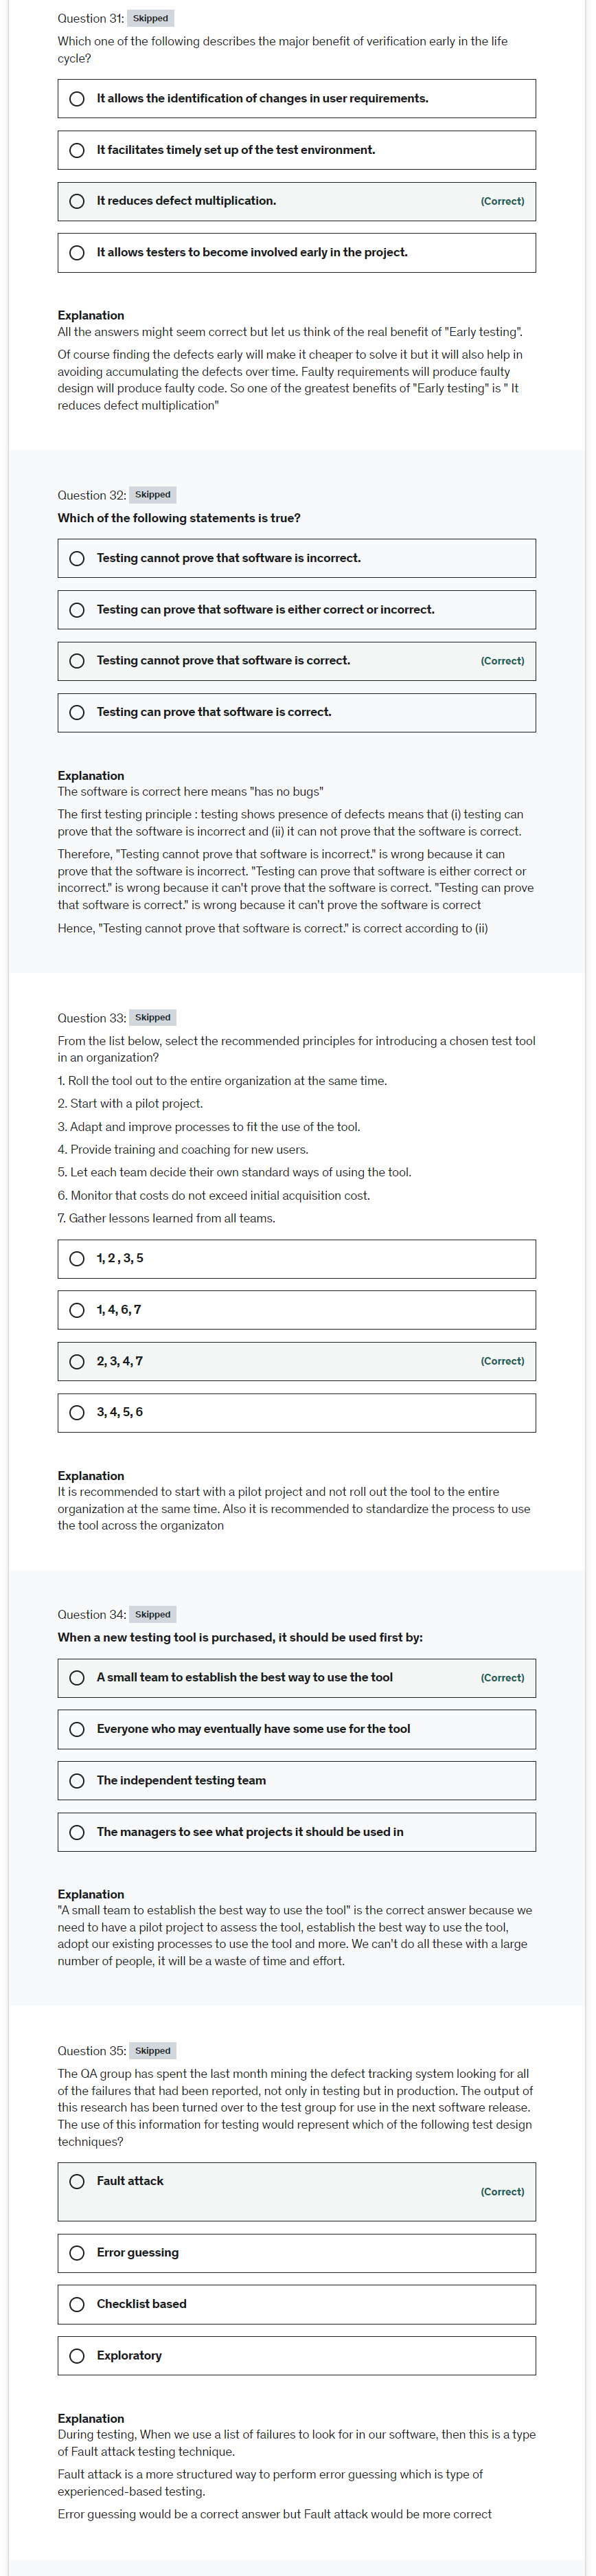 Question 31: Skipped
Which one of the following describes the major benefit of verification early in the life
cycle?
It allows the identification of changes in user requirements.
It facilitates timely set up of the test environment.
It reduces defect multiplication. (Correct)
It allows testers to become involved early in the project.
Explanation
All the answers might seem correct but let us think of the real benefit of "Early testing".
Of course finding the defects early will make it cheaper to solve it but it will also help in
avoiding accumulating the defects over time. Faulty requirements will produce faulty
design will produce faulty code. So one of the greatest benefits of "Early testing" is " It
reduces defect multiplication"
Question 32: Skipped
Which of the following statements is true?
Testing cannot prove that software is incorrect.
Testing can prove that software is either correct or incorrect.
Testing cannot prove that software is correct. (Correct)
Testing can prove that software is correct.
Explanation
The software is correct here means "has no bugs"
The first testing principle : testing shows presence of defects means that (i) testing can
prove that the software is incorrect and (ii) it can not prove that the software is correct.
Therefore, "Testing cannot prove that software is incorrect." is wrong because it can
prove that the software is incorrect. "Testing can prove that software is either correct or
incorrect." is wrong because it can't prove that the software is correct. "Testing can prove
that software is correct." is wrong because it can't prove the software is correct
Hence, "Testing cannot prove that software is correct." is correct according to (ii)
Question 33: Skipped
From the list below, select the recommended principles for introducing a chosen test tool
in an organization?
1. Roll the tool out to the entire organization at the same time.
2. Start with a pilot project.
3. Adapt and improve processes to fit the use of the tool.
4. Provide training and coaching for new users.
5. Let each team decide their own standard ways of using the tool.
6. Monitor that costs do not exceed initial acquisition cost.
7. Gather lessons learned from all teams.
1, 2 , 3, 5
1, 4, 6, 7
2, 3, 4, 7 (Correct)
3, 4, 5, 6
Explanation
It is recommended to start with a pilot project and not roll out the tool to the entire
organization at the same time. Also it is recommended to standardize the process to use
the tool across the organizaton
Question 34: Skipped
When a new testing tool is purchased, it should be used first by:
A small team to establish the best way to use the tool (Correct)
Everyone who may eventually have some use for the tool
The independent testing team
The managers to see what projects it should be used in
Explanation
"A small team to establish the best way to use the tool" is the correct answer because we
need to have a pilot project to assess the tool, establish the best way to use the tool,
adopt our existing processes to use the tool and more. We can't do all these with a large
number of people, it will be a waste of time and effort.
Question 35: Skipped
The QA group has spent the last month mining the defect tracking system looking for all
of the failures that had been reported, not only in testing but in production. The output of
this research has been turned over to the test group for use in the next software release.
The use of this information for testing would represent which of the following test design
techniques?
Fault attack
(Correct)
Error guessing
Checklist based
Exploratory
Explanation
During testing, When we use a list of failures to look for in our software, then this is a type
of Fault attack testing technique.
Fault attack is a more structured way to perform error guessing which is type of
experienced-based testing.
Error guessing would be a correct answer but Fault attack would be more correct